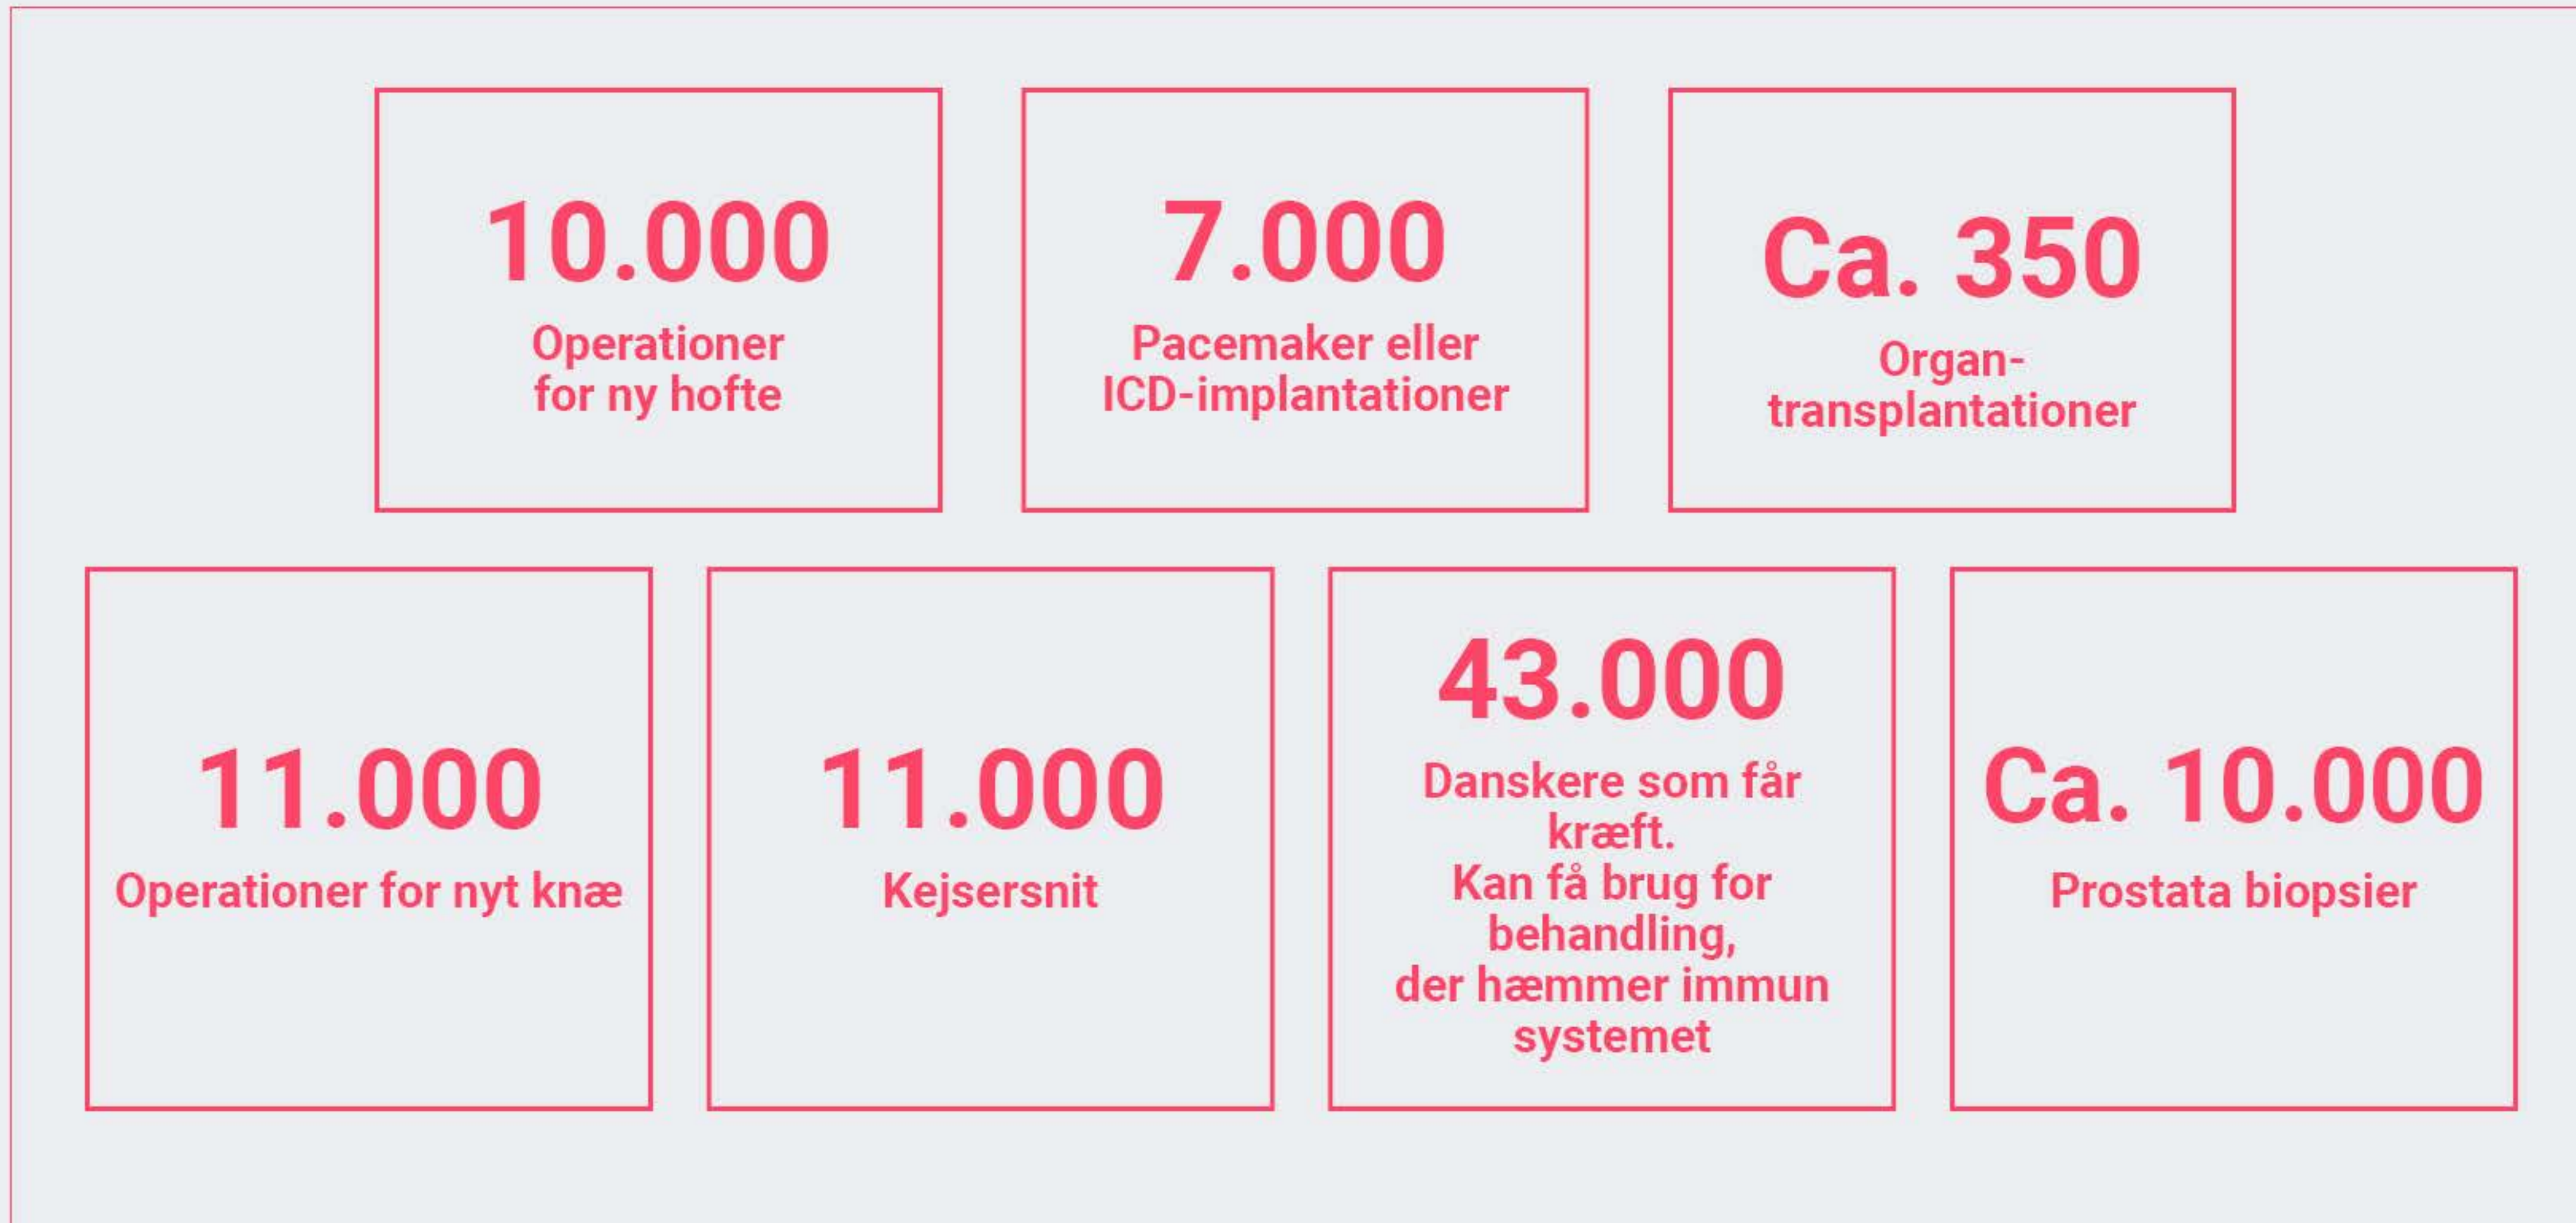 10.000
Operationer
for ny hofte
7.000
Pacemaker eller
ICD-implantationer
Ca. 350
Organ-
transplantationer
11.000
Operationer for nyt knæ
11.000
Kejsersnit
43.000
Danskere som får
kræft.
Kan få brug for
behandling,
der hæmmer immun
systemet
Ca. 10.000
Prostata biopsier